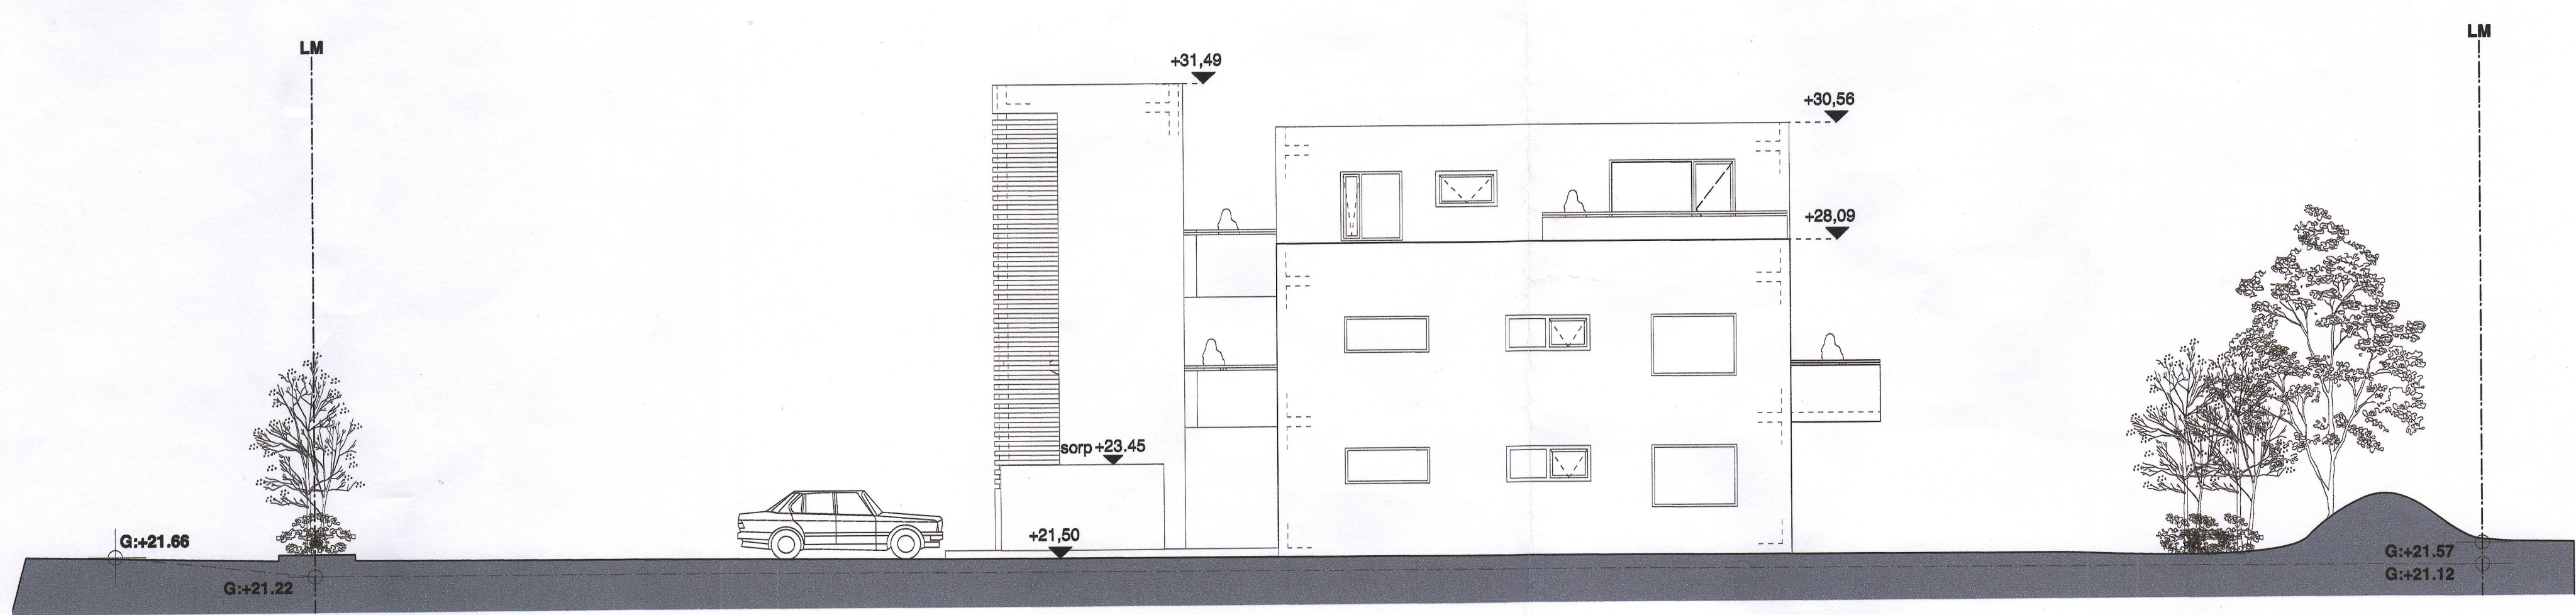 LM
LM
+31,49
+30,56
+28,09
sorp +23.45
+21,50
G:+21.66
G:+21.22
G:+21.57
G:+21.12